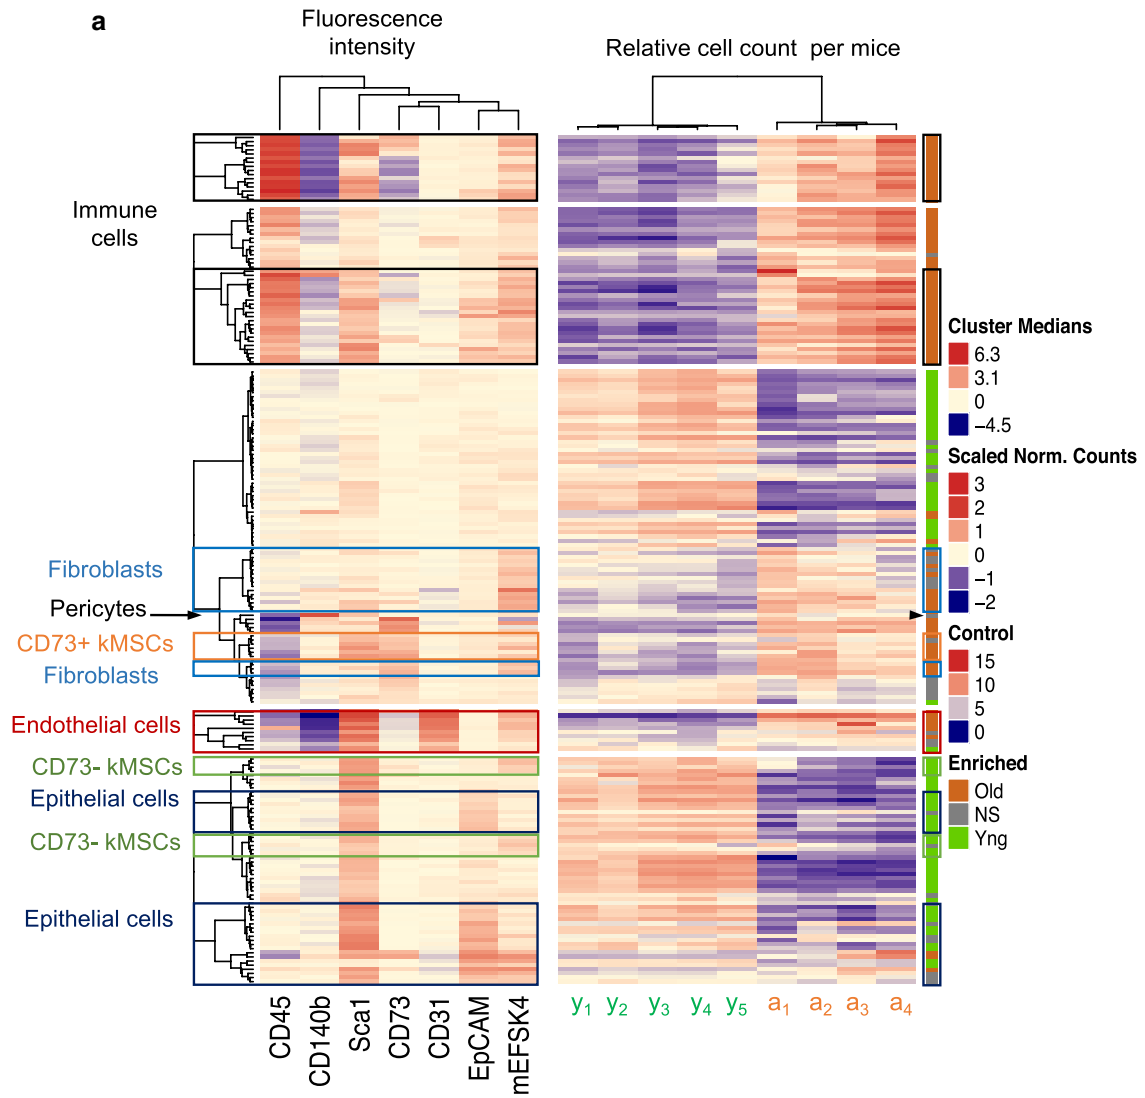 a
Fluorescence
intensity
Relative cell count per mice
Immune
cells
Fibroblasts
Pericytes
CD73+ kMSCs
Fibroblasts
Endothelial cells
CD73- kMSCs
Epithelial cells
CD73- kMSCs
Epithelial cells
Cluster Medians
6.3
3.1
0
−4.5
Scaled Norm. Counts
3
2
1
0
−1
−2
Control
15
10
5
0
Enriched
Old
NS
Yng
CD45
CD140b
Sca1
CD73
CD31
EpCAM
mEFSK4
y1 y2 y3 y4 y5 a1 a2 a3 a4